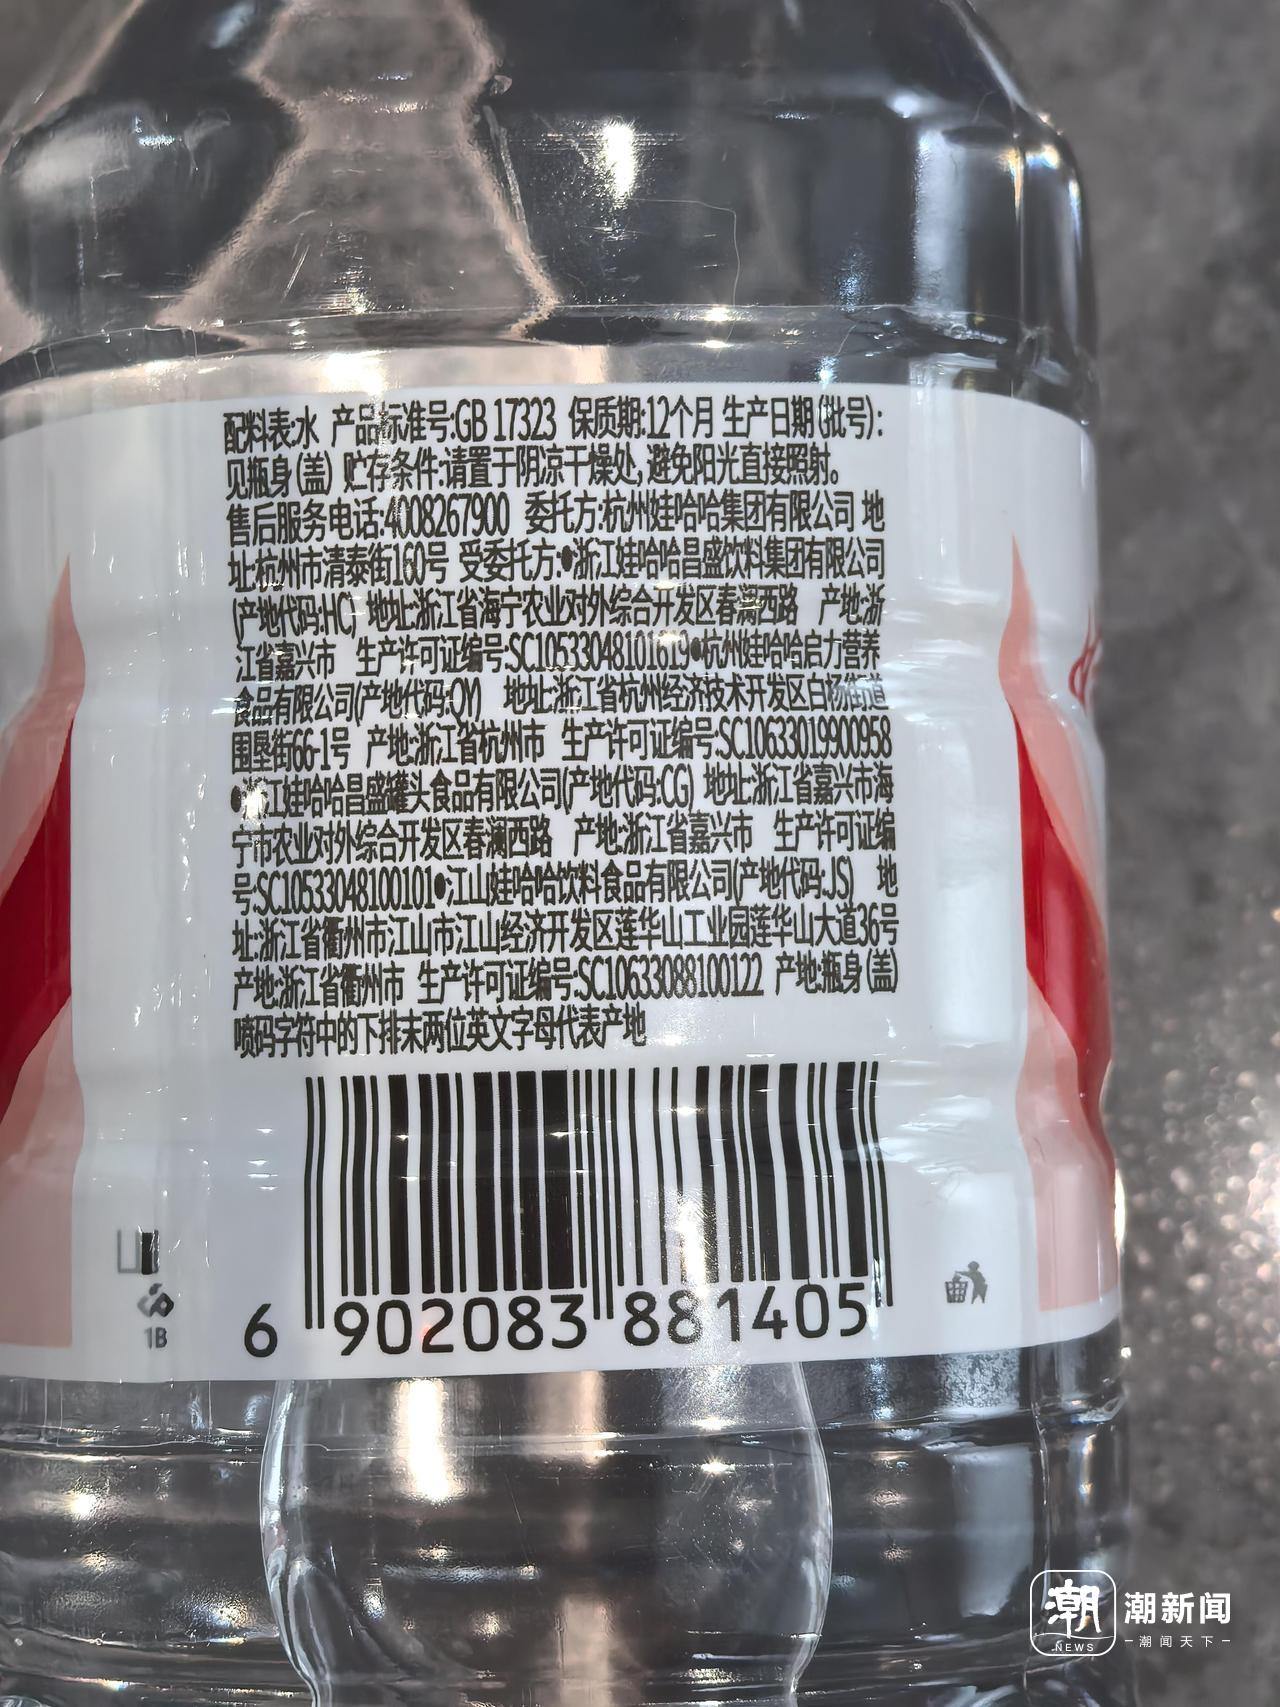 配料表:水 产品标准号:GB 17323 保质期:12个月 生产日期(批号):
见瓶身(盖) 贮存条件:请置于阴凉干燥处,避免阳光直接照射。
售后服务电话:4008267900 委托方:杭州娃哈哈集团有限公司 地
址:杭州市清泰街160号 受委托方:●浙江娃哈哈昌盛饮料集团有限公司
(产地代码:HC) 地址:浙江省海宁农业对外综合开发区春澜西路 产地:浙
江省嘉兴市 生产许可证编号:SC10533048101619●杭州娃哈哈启力营养
食品有限公司(产地代码:QY) 地址:浙江省杭州经济技术开发区白杨街道
围垦街66-1号 产地:浙江省杭州市 生产许可证编号:SC10633019900958
●浙江娃哈哈昌盛罐头食品有限公司(产地代码:CG) 地址:浙江省嘉兴市海
宁市农业对外综合开发区春澜西路 产地:浙江省嘉兴市 生产许可证编
号:SC10533048100101●江山娃哈哈饮料食品有限公司(产地代码:JS) 地
址:浙江省衢州市江山市江山经济开发区莲华山工业园莲华山大道36号
产地:浙江省衢州市 生产许可证编号:SC10633088100122 产地:瓶身(盖)
喷码字符中的下排末两位英文字母代表产地
1B
6 902083 881405
潮 NEWS
潮新闻
潮闻天下